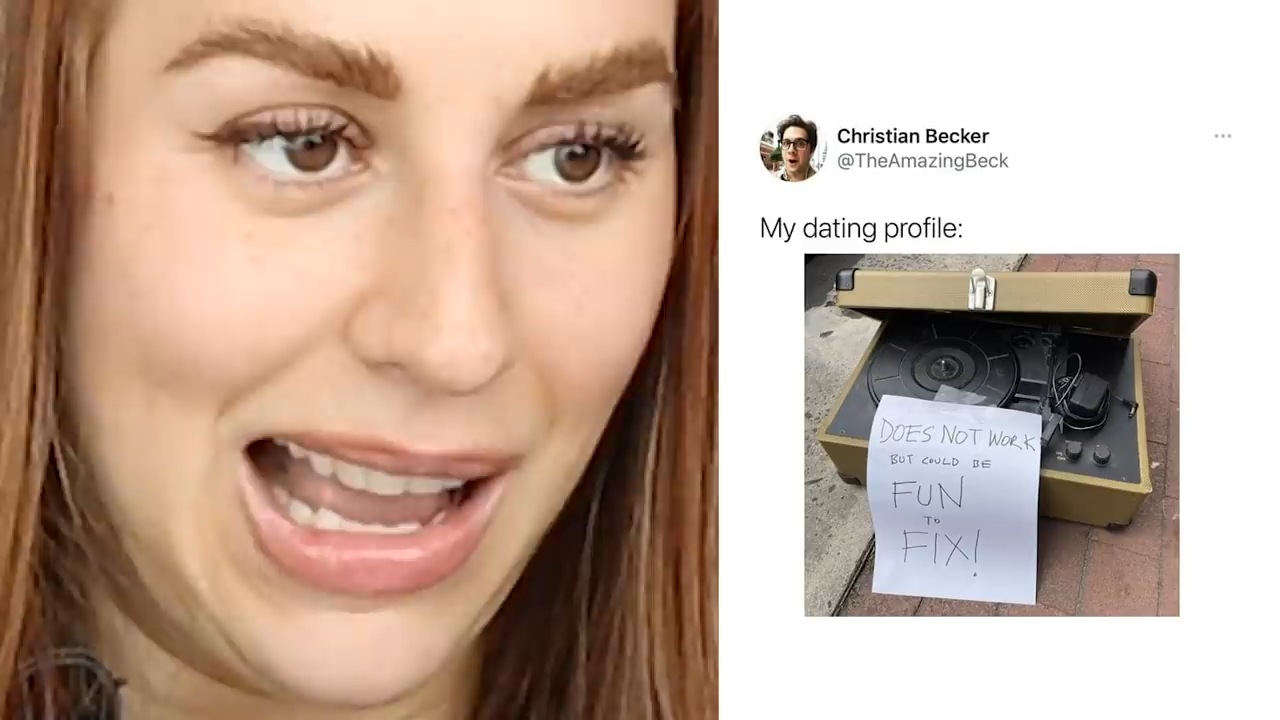 Christian Becker
@TheAmazingBeck
My dating profile:
DOES NOT WORK
BUT COULD BE
FUN
TO
FIX!